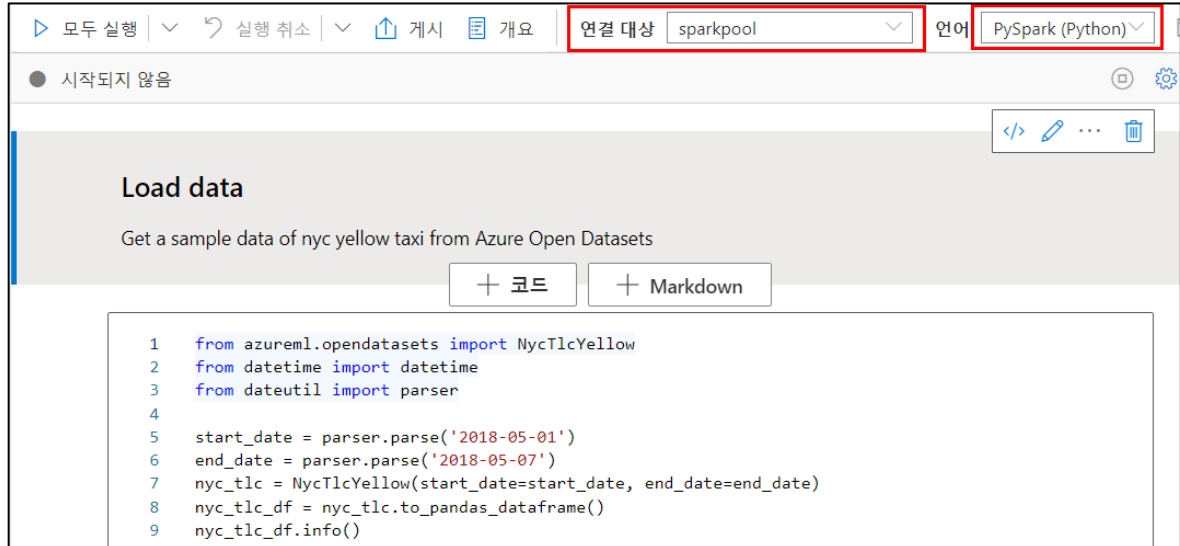 모두 실행 실행 취소 게시 개요 연결 대상 sparkpool 언어 PySpark (Python)
시작되지 않음
</> ...
Load data
Get a sample data of nyc yellow taxi from Azure Open Datasets
+ 코드 + Markdown
1 from azureml.opendatasets import NycTlcYellow
2 from datetime import datetime
3 from dateutil import parser
4
5 start_date = parser.parse('2018-05-01')
6 end_date = parser.parse('2018-05-07')
7 nyc_tlc = NycTlcYellow(start_date=start_date, end_date=end_date)
8 nyc_tlc_df = nyc_tlc.to_pandas_dataframe()
9 nyc_tlc_df.info()